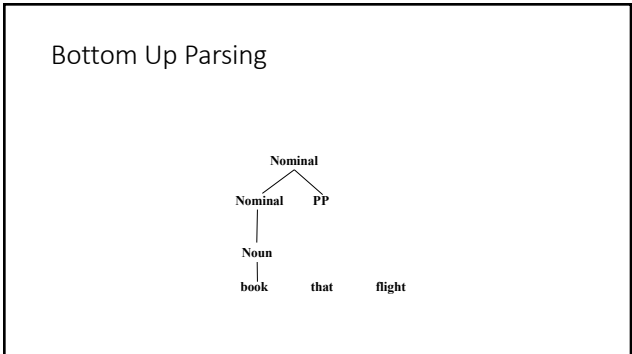 Bottom Up Parsing
Nominal
Nominal PP
Noun
book that flight